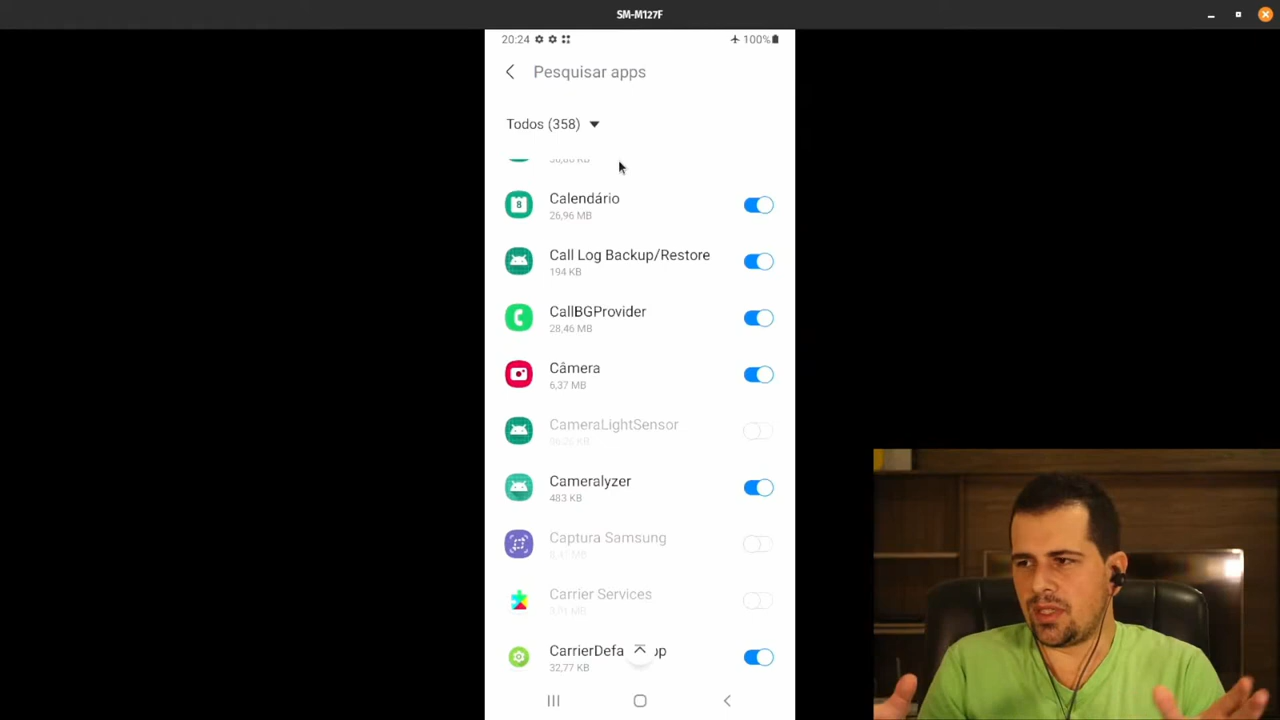 SM-M127F
20:24
100%
Pesquisar apps
Todos (358)
Calendário
26,96 MB
Call Log Backup/Restore
194 KB
CallBGProvider
28,46 MB
Câmera
6,37 MB
CameraLightSensor
Cameralyzer
483 KB
Captura Samsung
Carrier Services
CarrierDefa
32,77 KB